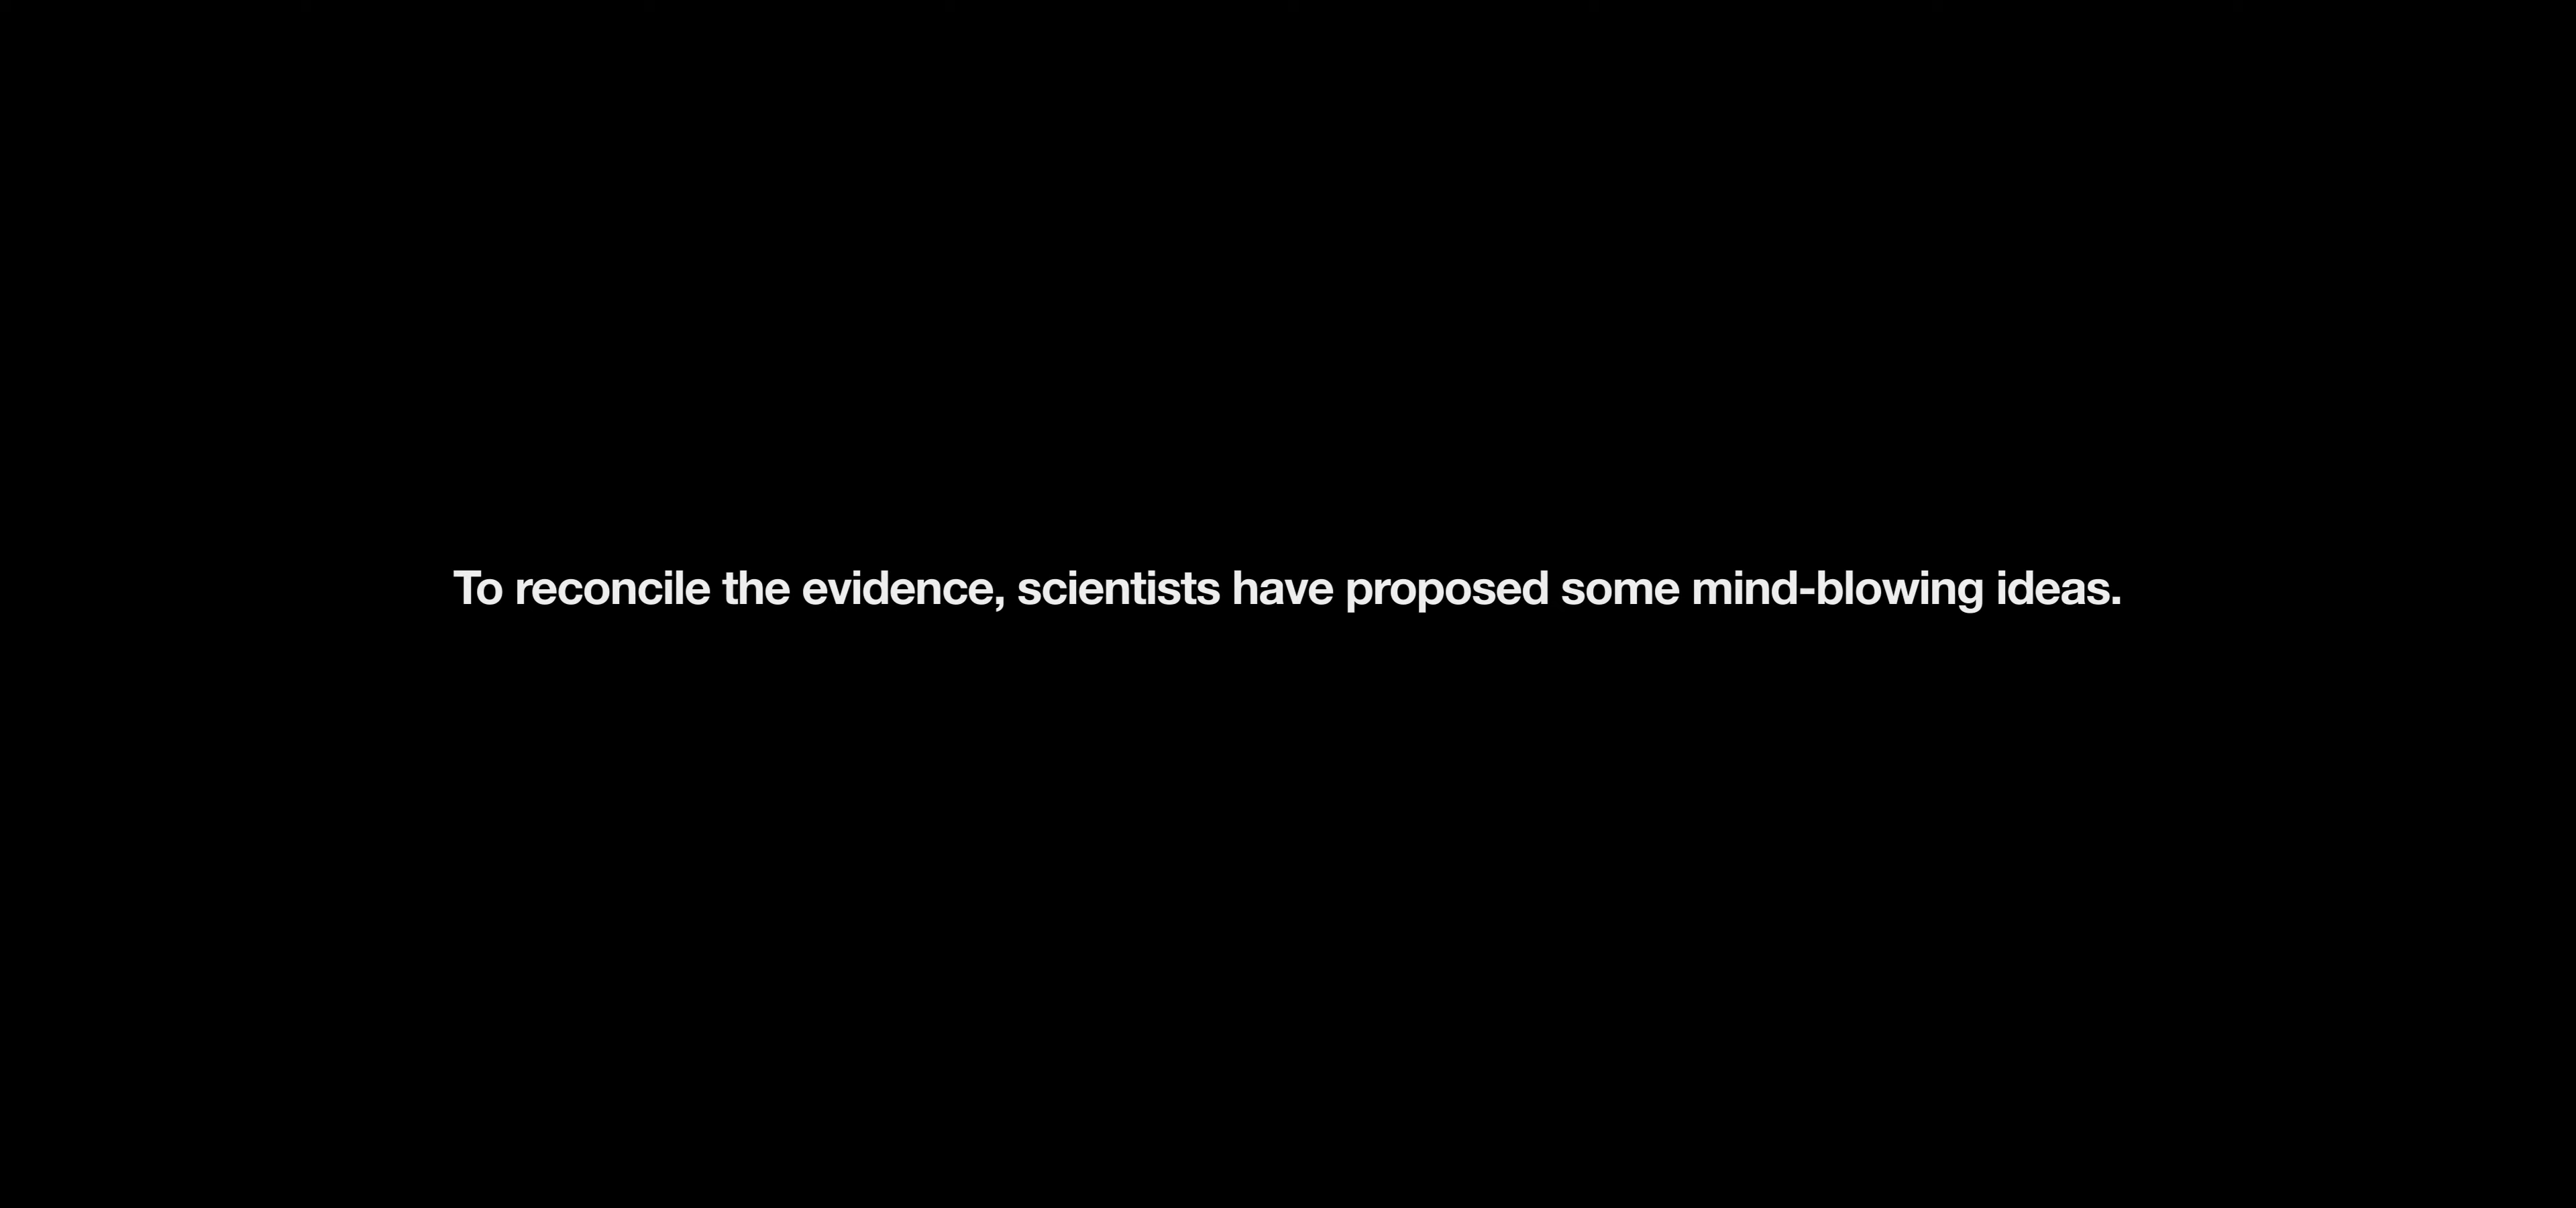 To reconcile the evidence, scientists have proposed some mind-blowing ideas.